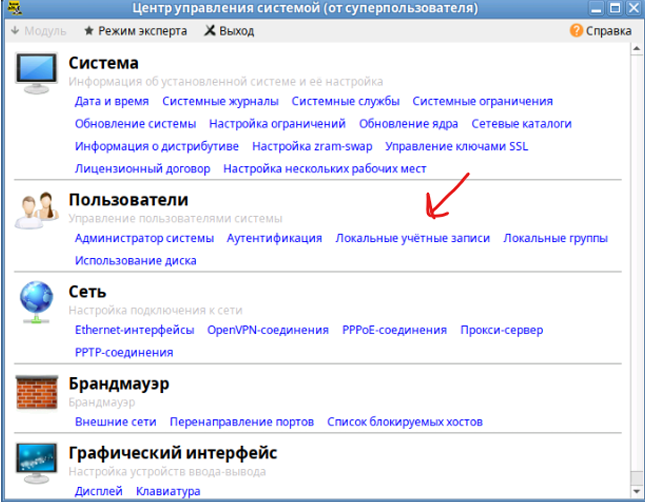 Центр управления системой (от суперпользователя)
Модуль Режим эксперта Выход Справка
Система
Информация об установленной системе и её настройка
Дата и время Системные журналы Системные службы Системные ограничения
Обновление системы Настройка ограничений Обновление ядра Сетевые каталоги
Информация о дистрибутиве Настройка zram-swap Управление ключами SSL
Лицензионный договор Настройка нескольких рабочих мест
Пользователи
Управление пользователями системы
Администратор системы Аутентификация Локальные учётные записи Локальные группы
Использование диска
Сеть
Настройка подключения к сети
Ethernet-интерфейсы OpenVPN-соединения PPPoE-соединения Прокси-сервер
PPTP-соединения
Брандмауэр
Брандмауэр
Внешние сети Перенаправление портов Список блокируемых хостов
Графический интерфейс
Настройка устройств ввода-вывода
Дисплей Клавиатура